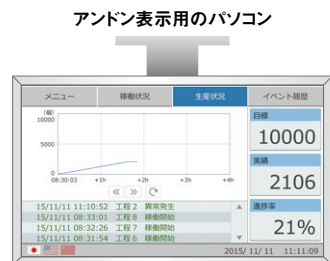 アンドン表示用のパソコン
メニュー 稼働状況 生産状況 イベント履歴
(個)
10000
5000
0
08:30:03 +1h +2h +3h +4h
目標
10000
実績
2106
進捗率
21%
15/11/11 11:10:52 工程 2 異常発生
15/11/11 08:33:01 工程 8 稼働開始
15/11/11 08:32:26 工程 7 稼働開始
15/11/11 08:31:54 工程 6 稼働開始
2015/ 11/ 11 11:11:09